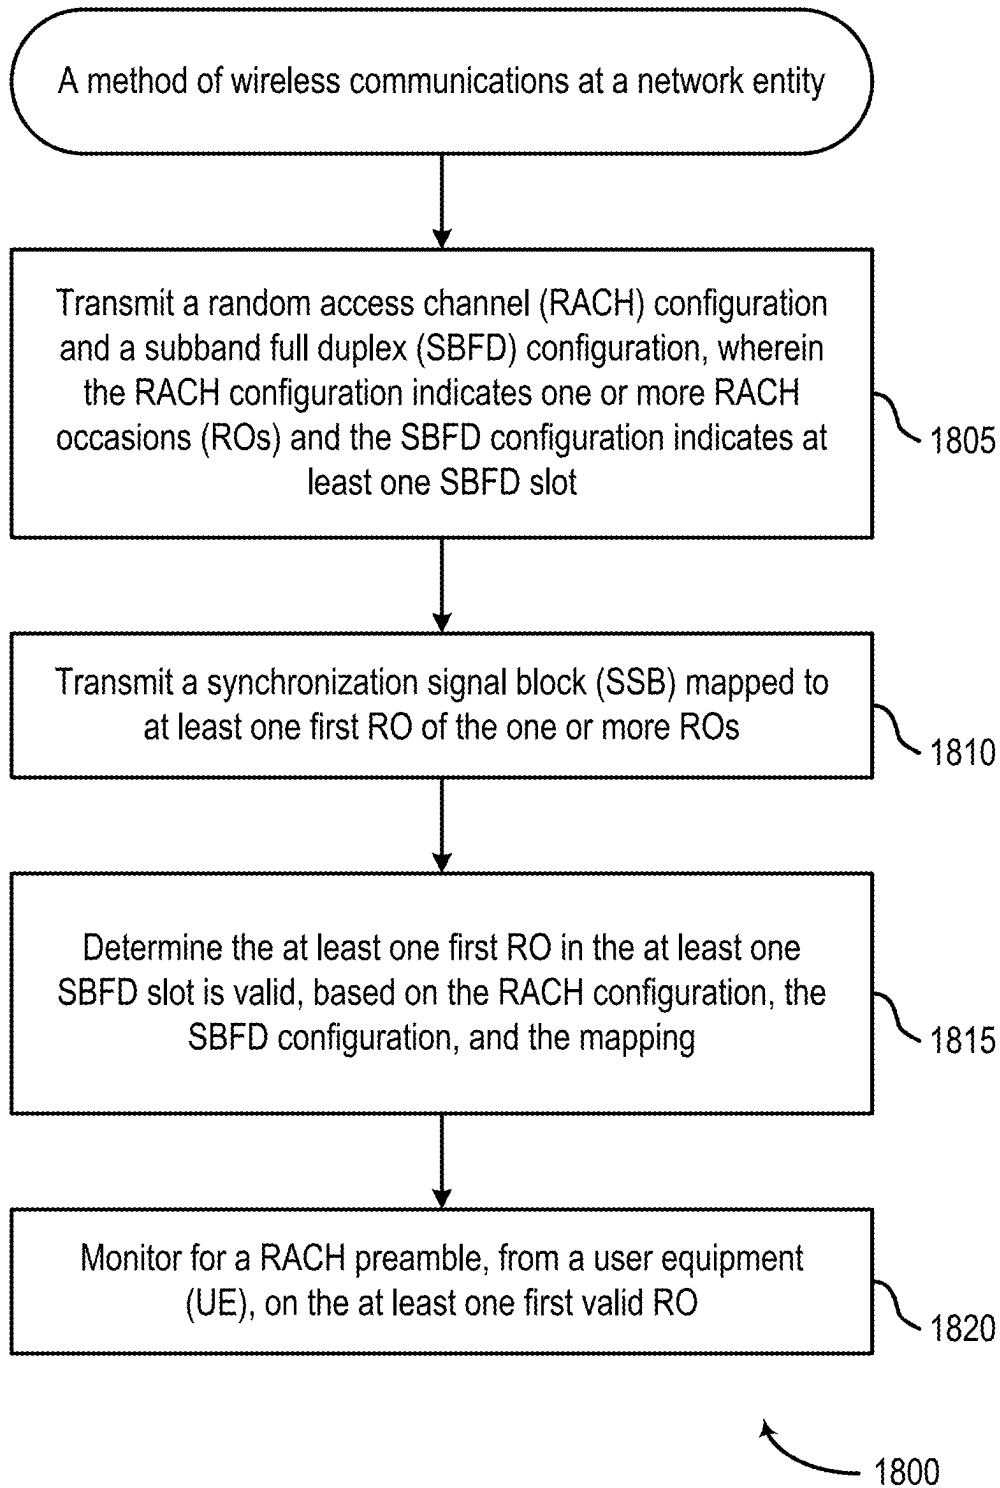 A method of wireless communications at a network entity
Transmit a random access channel (RACH) configuration
and a subband full duplex (SBFD) configuration, wherein
the RACH configuration indicates one or more RACH
occasions (ROs) and the SBFD configuration indicates at
least one SBFD slot
1805
Transmit a synchronization signal block (SSB) mapped to
at least one first RO of the one or more ROs
1810
Determine the at least one first RO in the at least one
SBFD slot is valid, based on the RACH configuration, the
SBFD configuration, and the mapping
1815
Monitor for a RACH preamble, from a user equipment
(UE), on the at least one first valid RO
1820
1800